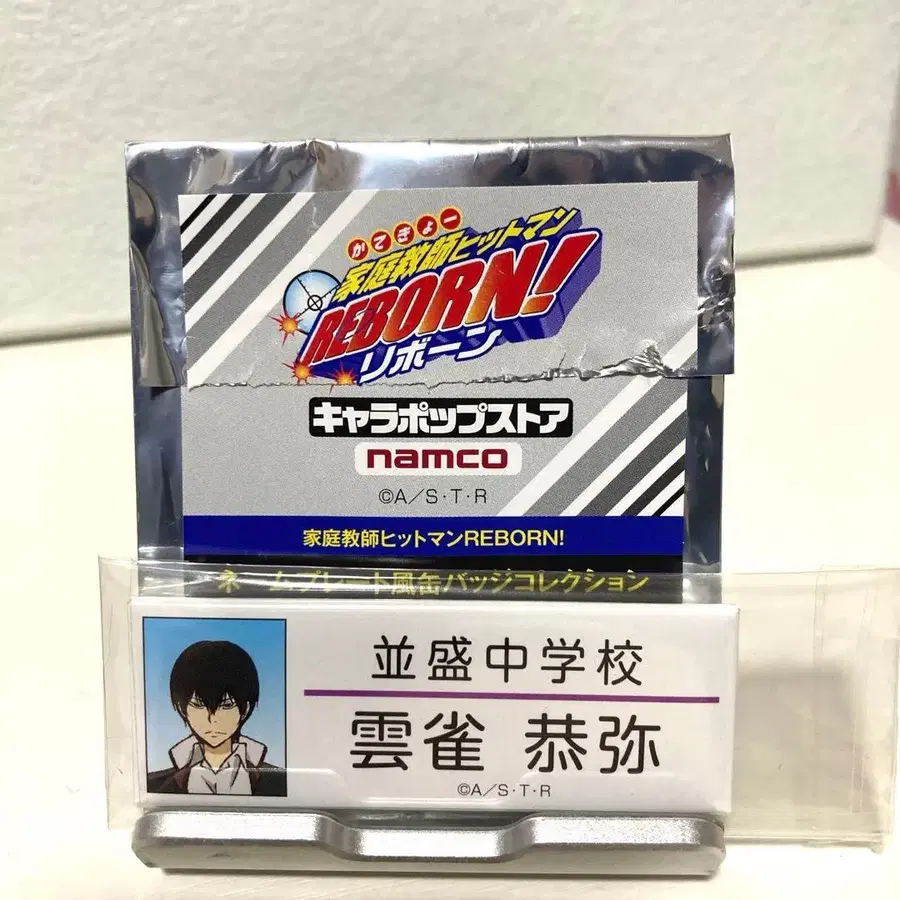 かてきょー
家庭教師ヒットマン
REBORN!
リボーン
キャラポップストア
namco
©A/S・T・R
家庭教師ヒットマンREBORN!
ネームプレート風缶バッジコレクション
並盛中学校
雲雀 恭弥
©A/S・T・R